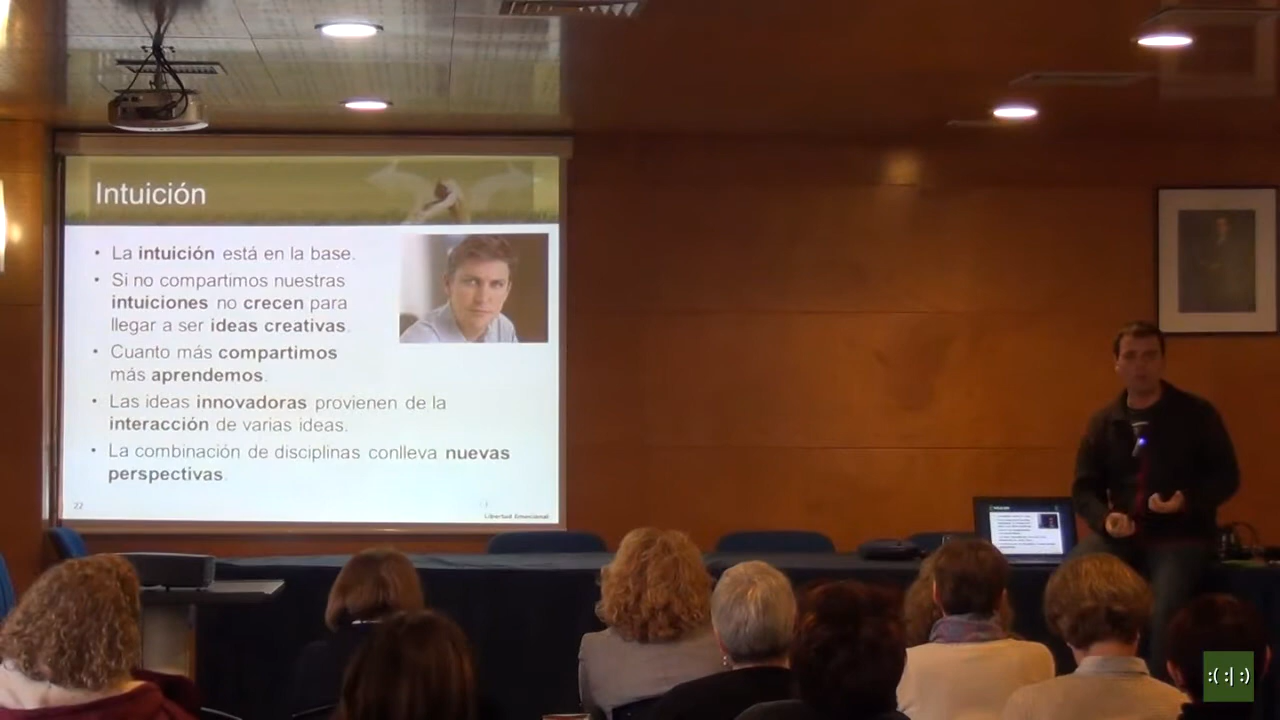 Intuición
• La intuición está en la base.
• Si no compartimos nuestras
intuiciones no crecen para
llegar a ser ideas creativas.
• Cuanto más compartimos
más aprendemos.
• Las ideas innovadoras provienen de la
interacción de varias ideas.
• La combinación de disciplinas conlleva nuevas
perspectivas.
22
Libertad Emocional
:( :| :)